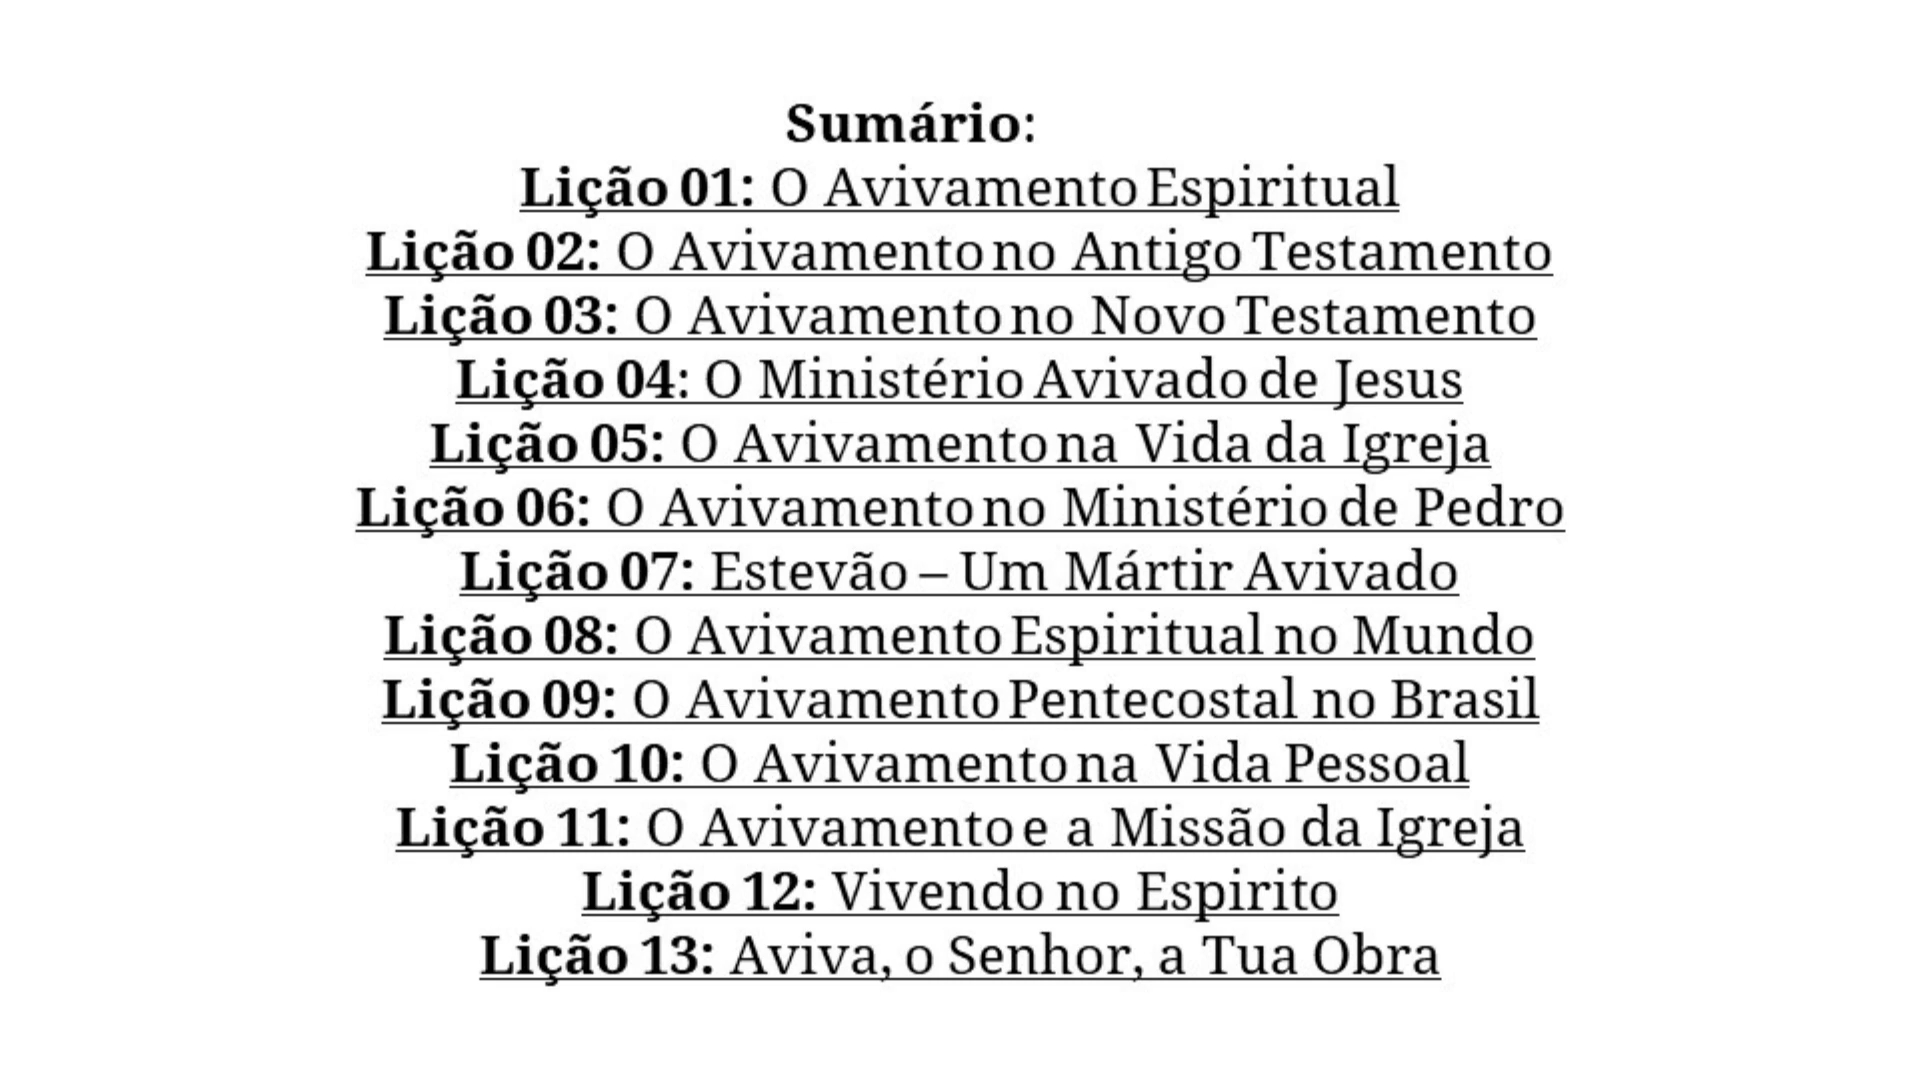 Sumário:
Lição 01: O Avivamento Espiritual
Lição 02: O Avivamento no Antigo Testamento
Lição 03: O Avivamento no Novo Testamento
Lição 04: O Ministério Avivado de Jesus
Lição 05: O Avivamento na Vida da Igreja
Lição 06: O Avivamento no Ministério de Pedro
Lição 07: Estevão – Um Mártir Avivado
Lição 08: O Avivamento Espiritual no Mundo
Lição 09: O Avivamento Pentecostal no Brasil
Lição 10: O Avivamento na Vida Pessoal
Lição 11: O Avivamento e a Missão da Igreja
Lição 12: Vivendo no Espirito
Lição 13: Aviva, o Senhor, a Tua Obra